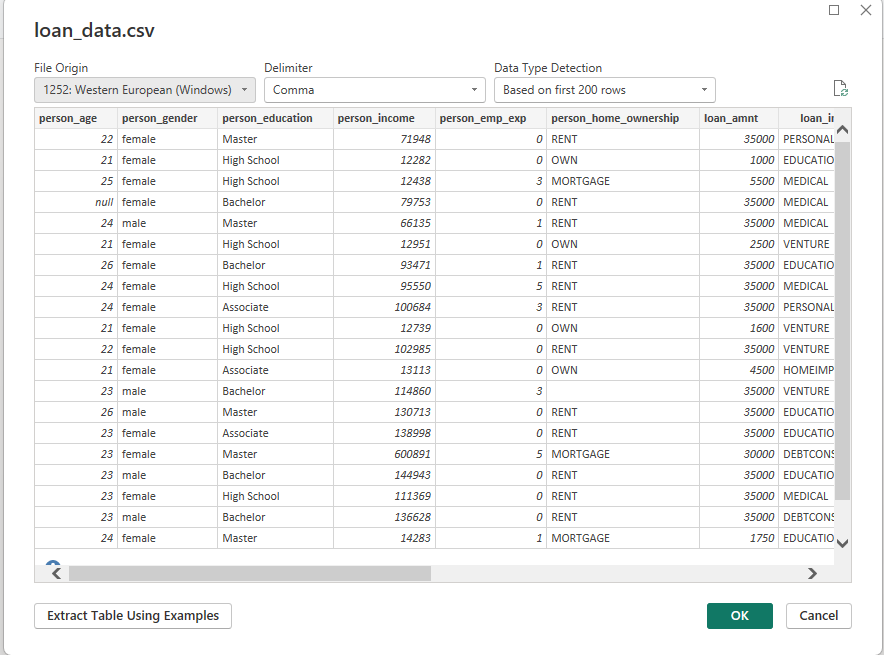 loan_data.csv
File Origin Delimiter Data Type Detection
1252: Western European (Windows) Comma Based on first 200 rows
person_age person_gender person_education person_income person_emp_exp person_home_ownership loan_amnt loan_i
22 female Master 71948 0 RENT 35000 PERSONAL
21 female High School 12282 0 OWN 1000 EDUCATIO
25 female High School 12438 3 MORTGAGE 5500 MEDICAL
null female Bachelor 79753 0 RENT 35000 MEDICAL
24 male Master 66135 1 RENT 35000 MEDICAL
21 female High School 12951 0 OWN 2500 VENTURE
26 female Bachelor 93471 1 RENT 35000 EDUCATIO
24 female High School 95550 5 RENT 35000 MEDICAL
24 female Associate 100684 3 RENT 35000 PERSONAL
21 female High School 12739 0 OWN 1600 VENTURE
22 female High School 102985 0 RENT 35000 VENTURE
21 female Associate 13113 0 OWN 4500 HOMEIMP
23 male Bachelor 114860 3 35000 VENTURE
26 male Master 130713 0 RENT 35000 EDUCATIO
23 female Associate 138998 0 RENT 35000 EDUCATIO
23 female Master 600891 5 MORTGAGE 30000 DEBTCONS
23 male Bachelor 144943 0 RENT 35000 EDUCATIO
23 female High School 111369 0 RENT 35000 MEDICAL
23 male Bachelor 136628 0 RENT 35000 DEBTCONS
24 female Master 14283 1 MORTGAGE 1750 EDUCATIO
Extract Table Using Examples OK Cancel